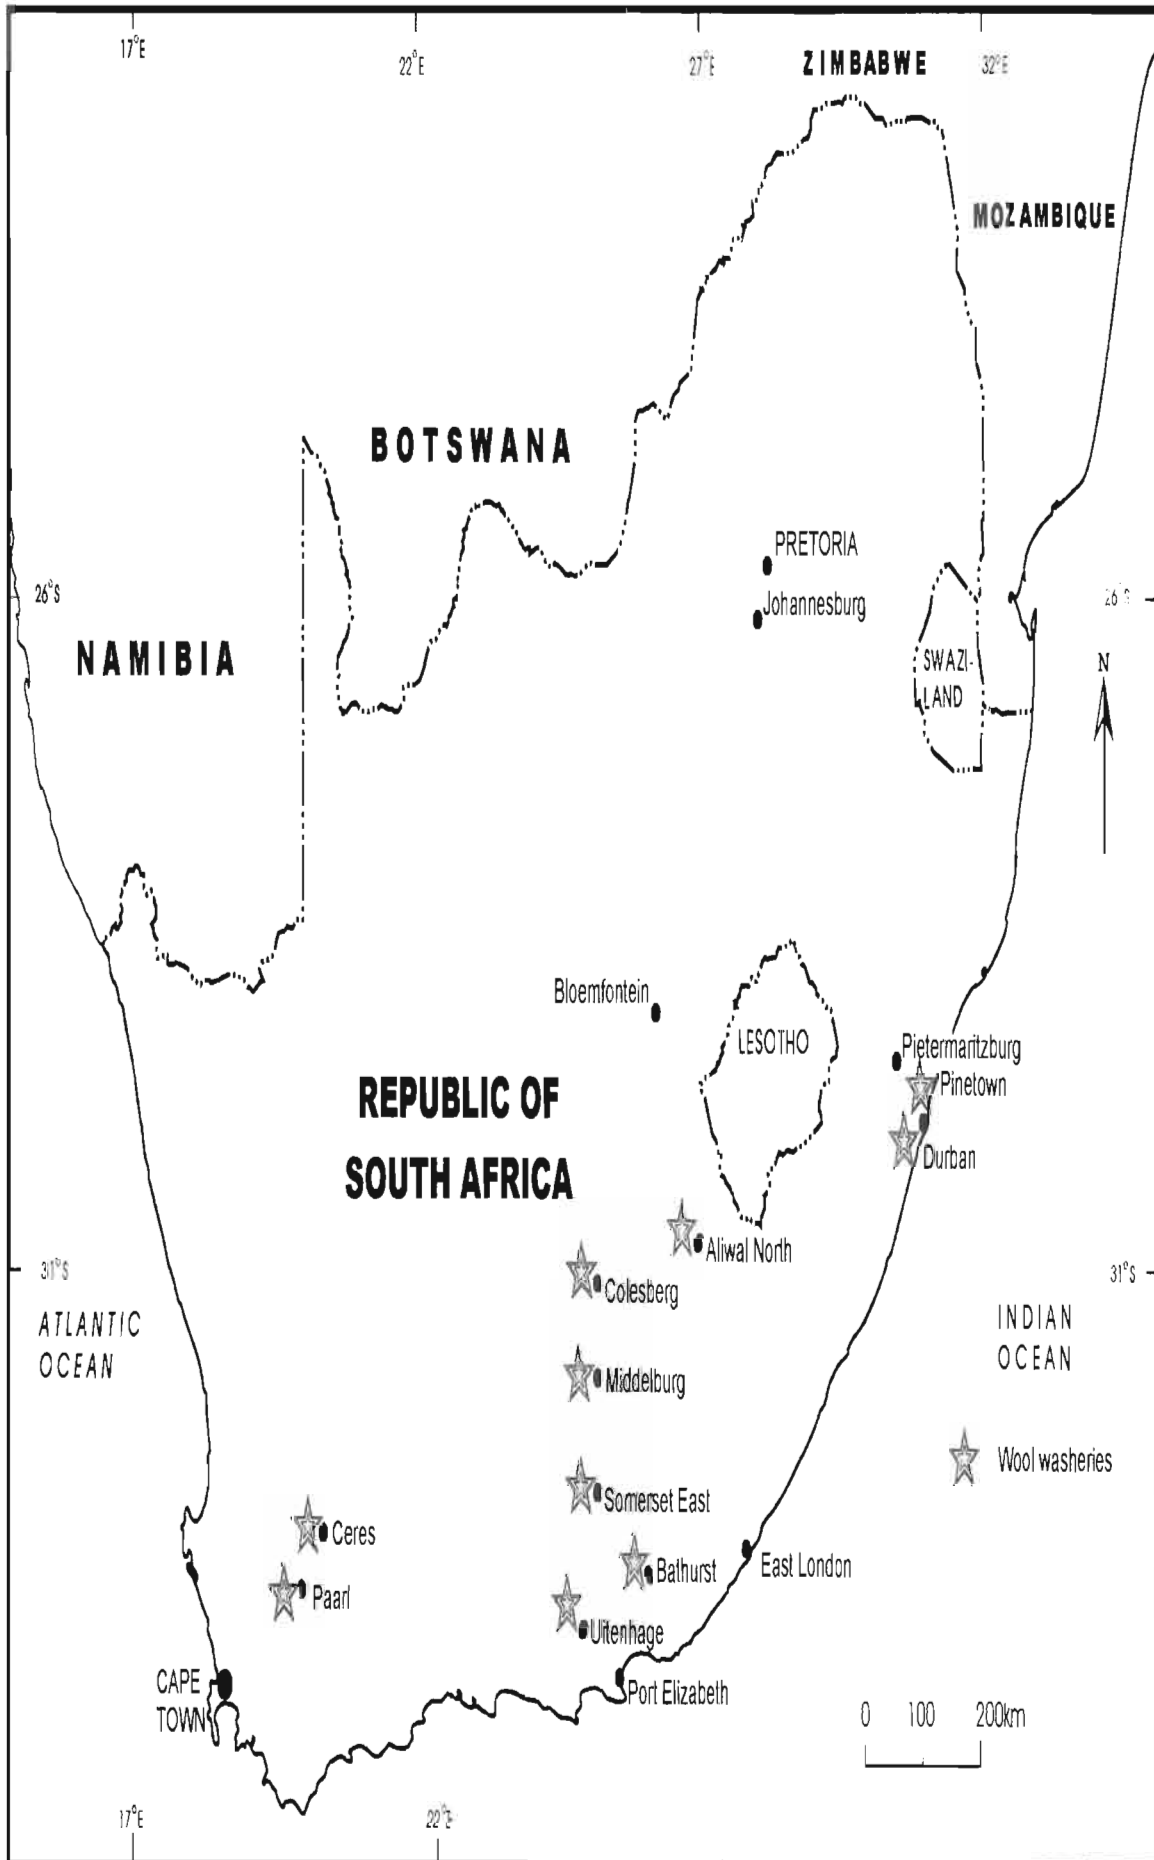 17°E
22°E
27°E
ZIMBABWE
32°E
MOZAMBIQUE
BOTSWANA
PRETORIA
Johannesburg
26°S
26°S
NAMIBIA
SWAZI-
LAND
N
Bloemfontein
LESOTHO
Pietermaritzburg
Pinetown
REPUBLIC OF
SOUTH AFRICA
Durban
Aliwal North
Colesberg
31°S
31°S
ATLANTIC
OCEAN
INDIAN
OCEAN
Middelburg
Wool washeries
Somerset East
Ceres
Bathurst
East London
Paarl
Uitenhage
CAPE
TOWN
Port Elizabeth
0 100 200km
17°E
22°E